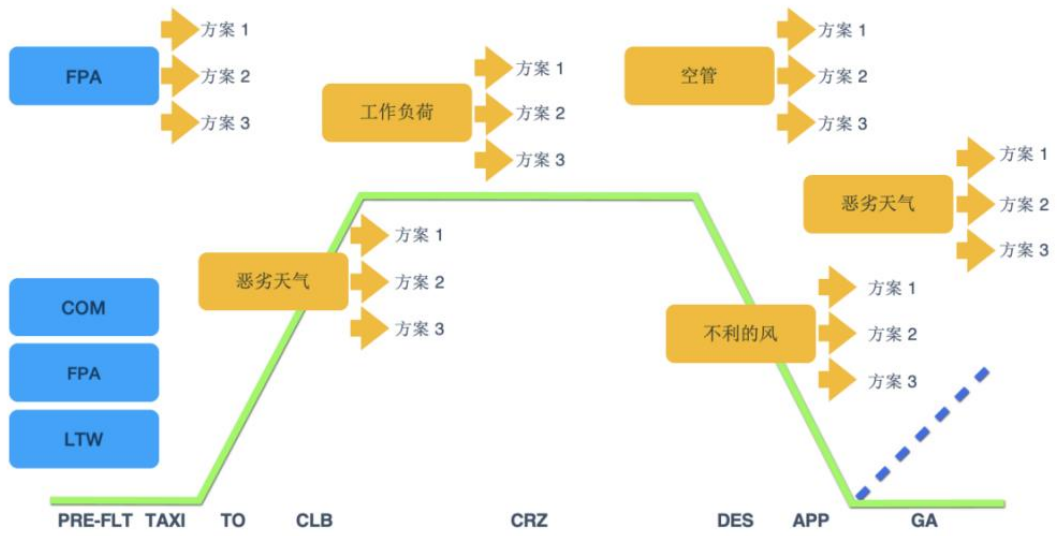 FPA
方案 1
方案 2
方案 3
工作负荷
方案 1
方案 2
方案 3
空管
方案 1
方案 2
方案 3
恶劣天气
方案 1
方案 2
方案 3
恶劣天气
方案 1
方案 2
方案 3
不利的风
方案 1
方案 2
方案 3
COM
FPA
LTW
PRE-FLT TAXI TO CLB CRZ DES APP GA